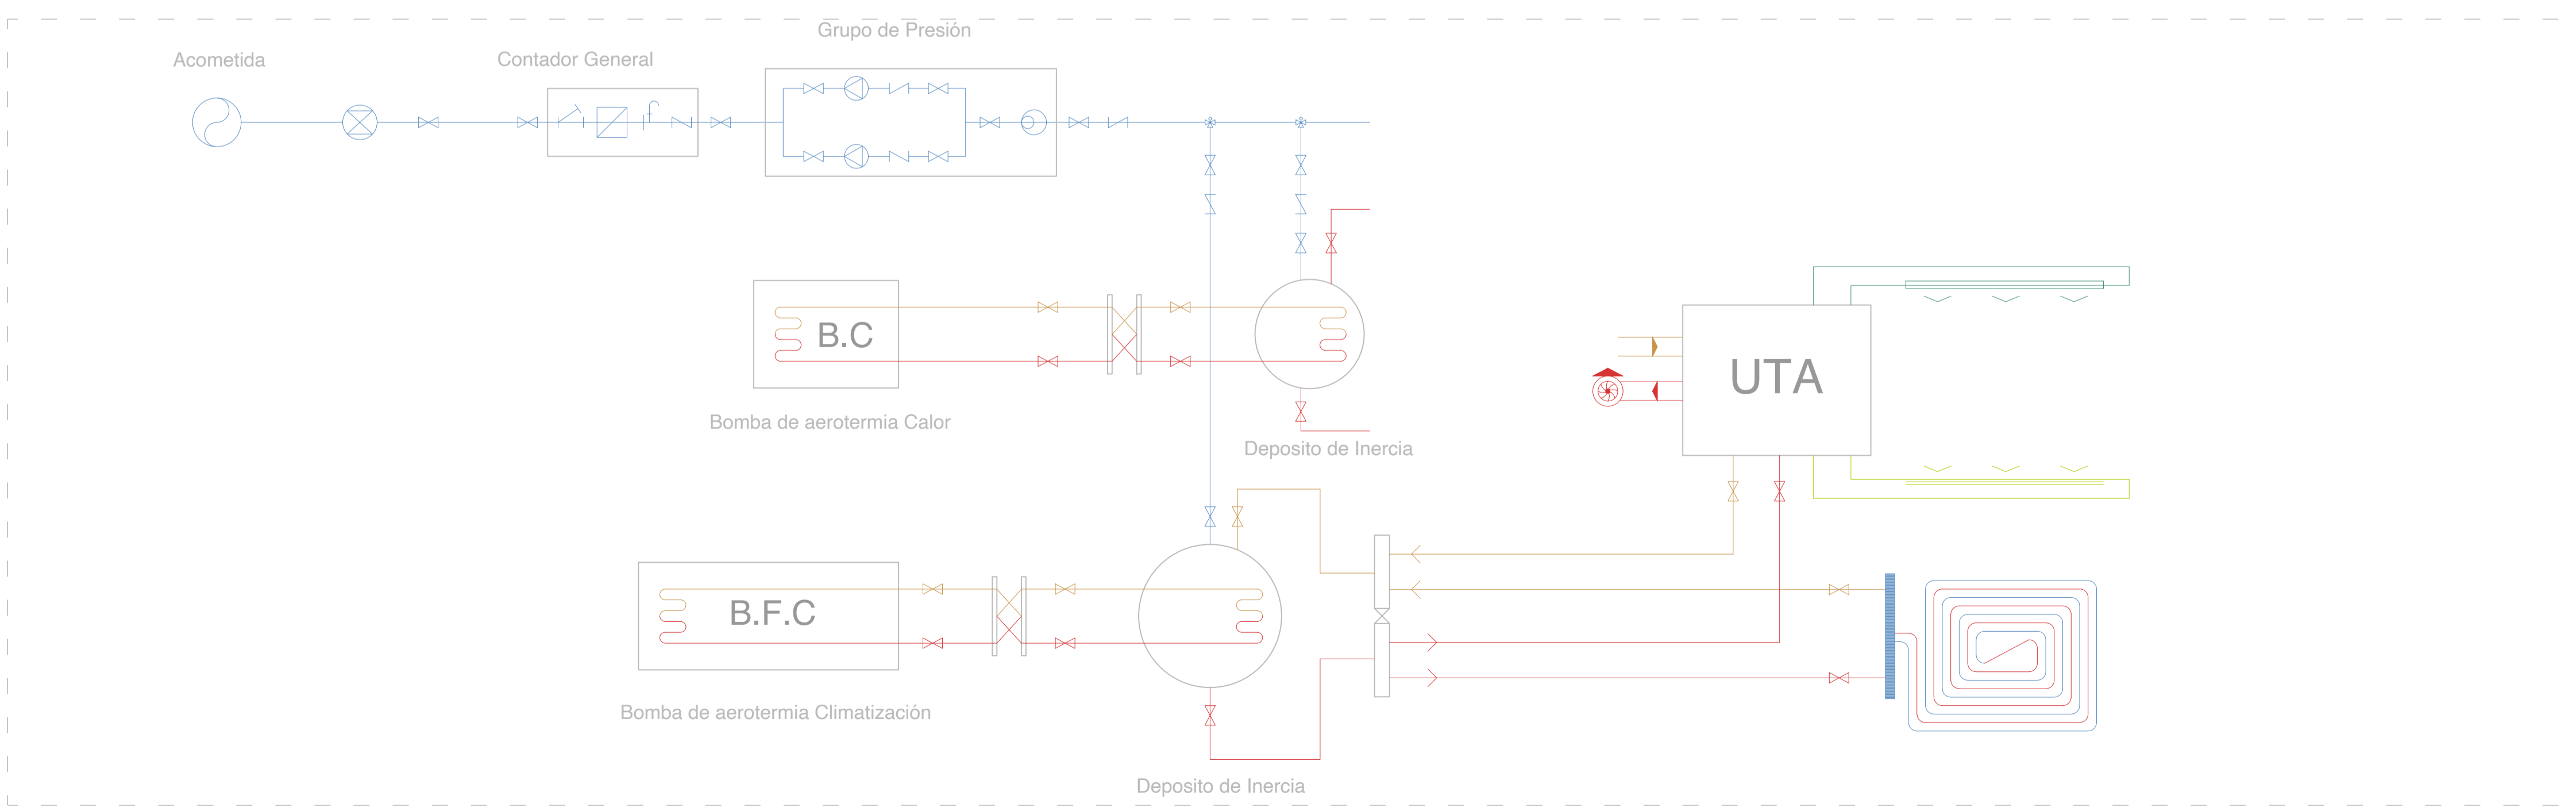 Grupo de Presión
Acometida
Contador General
B.C
UTA
Bomba de aerotermia Calor
Deposito de Inercia
B.F.C
Bomba de aerotermia Climatización
Deposito de Inercia